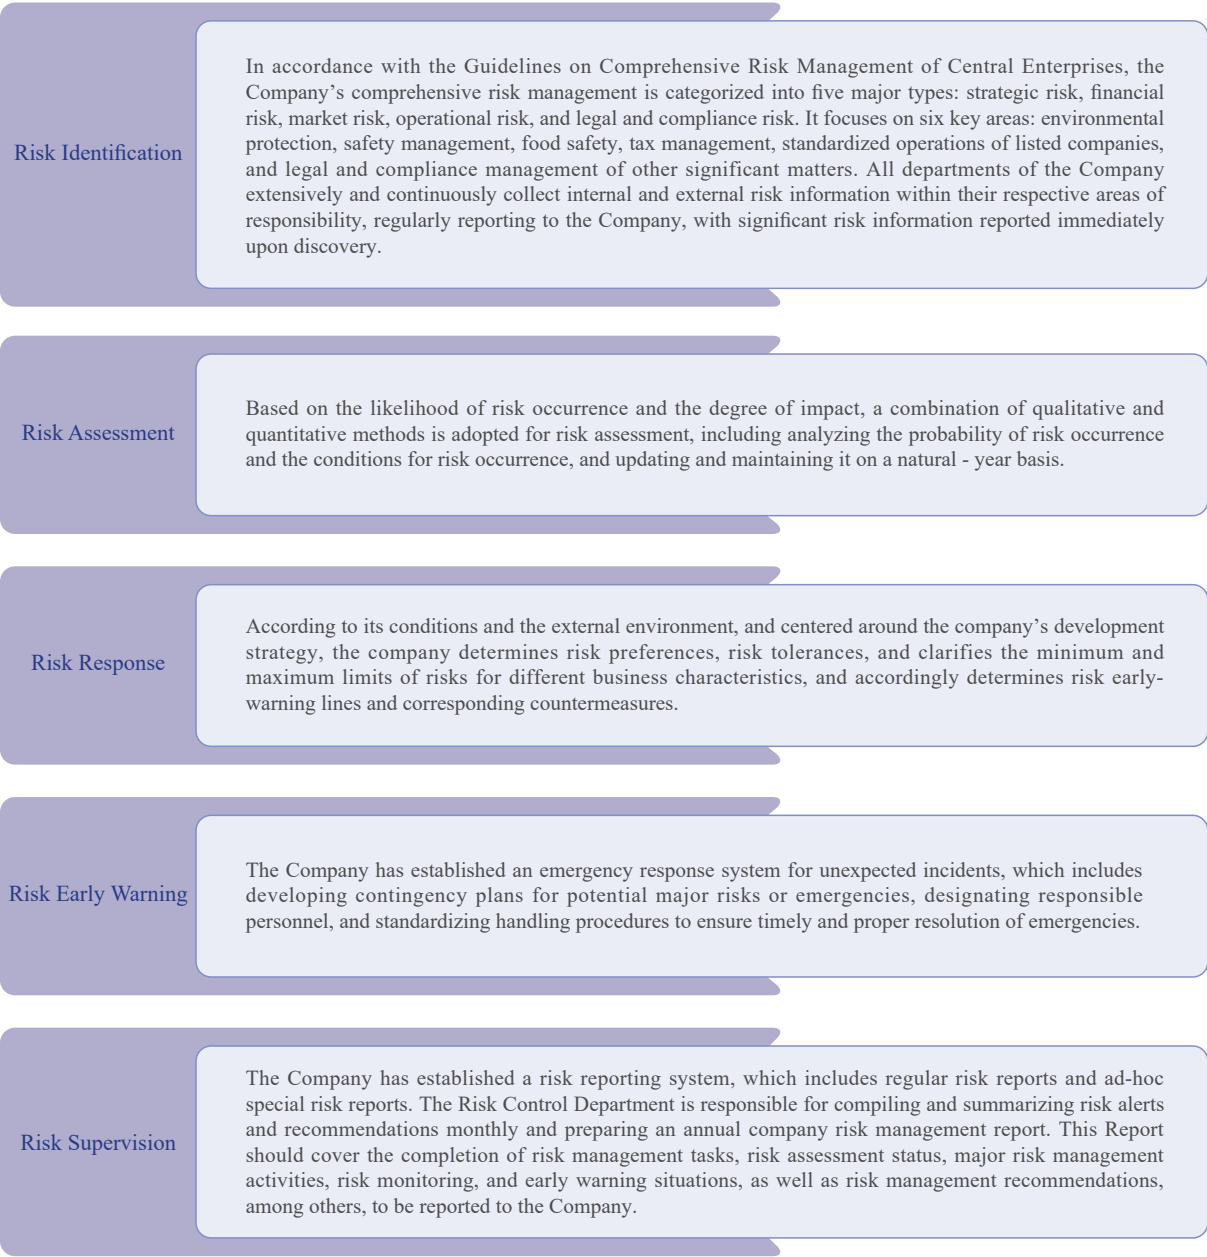 Risk Identification
In accordance with the Guidelines on Comprehensive Risk Management of Central Enterprises, the
Company’s comprehensive risk management is categorized into five major types: strategic risk, financial
risk, market risk, operational risk, and legal and compliance risk. It focuses on six key areas: environmental
protection, safety management, food safety, tax management, standardized operations of listed companies,
and legal and compliance management of other significant matters. All departments of the Company
extensively and continuously collect internal and external risk information within their respective areas of
responsibility, regularly reporting to the Company, with significant risk information reported immediately
upon discovery.
Risk Assessment
Based on the likelihood of risk occurrence and the degree of impact, a combination of qualitative and
quantitative methods is adopted for risk assessment, including analyzing the probability of risk occurrence
and the conditions for risk occurrence, and updating and maintaining it on a natural - year basis.
Risk Response
According to its conditions and the external environment, and centered around the company’s development
strategy, the company determines risk preferences, risk tolerances, and clarifies the minimum and
maximum limits of risks for different business characteristics, and accordingly determines risk early-
warning lines and corresponding countermeasures.
Risk Early Warning
The Company has established an emergency response system for unexpected incidents, which includes
developing contingency plans for potential major risks or emergencies, designating responsible
personnel, and standardizing handling procedures to ensure timely and proper resolution of emergencies.
Risk Supervision
The Company has established a risk reporting system, which includes regular risk reports and ad-hoc
special risk reports. The Risk Control Department is responsible for compiling and summarizing risk alerts
and recommendations monthly and preparing an annual company risk management report. This Report
should cover the completion of risk management tasks, risk assessment status, major risk management
activities, risk monitoring, and early warning situations, as well as risk management recommendations,
among others, to be reported to the Company.